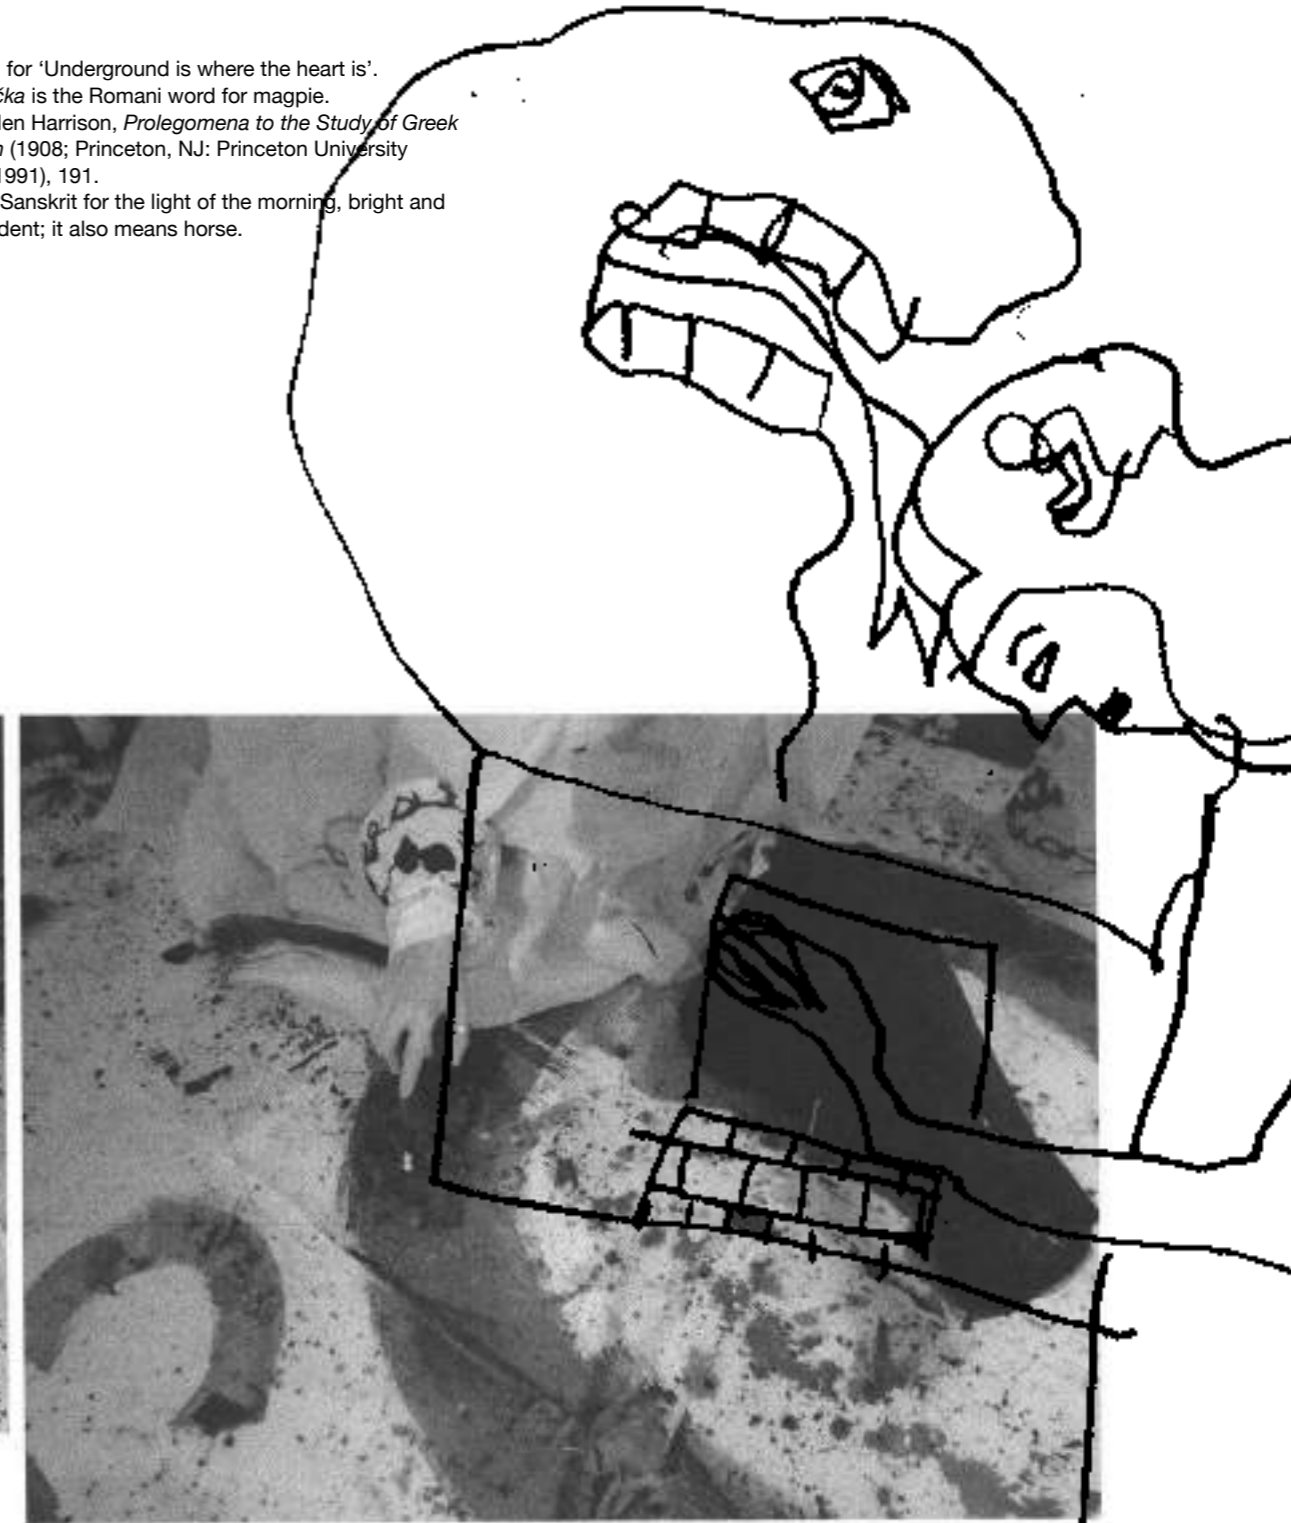 for ‘Underground is where the heart is’.
čka is the Romani word for magpie.
len Harrison, Prolegomena to the Study of Greek
(1908; Princeton, NJ: Princeton University
1991), 191.
Sanskrit for the light of the morning, bright and
dent; it also means horse.